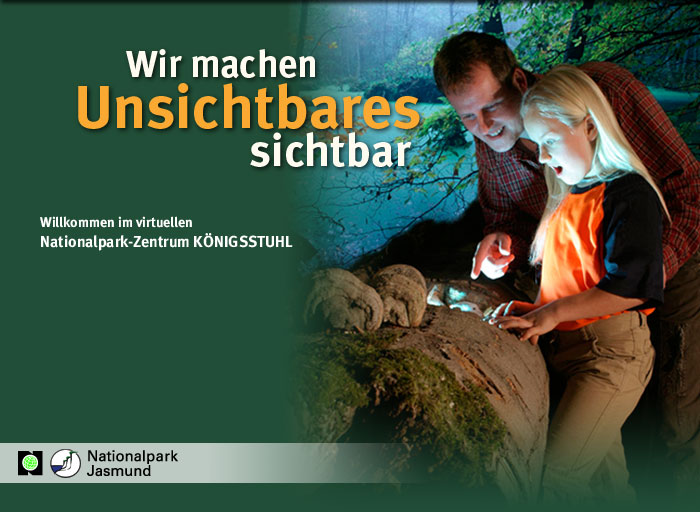 Wir machen
Unsichtbares
sichtbar
Willkommen im virtuellen
Nationalpark-Zentrum KÖNIGSSTUHL
Nationalpark
Jasmund